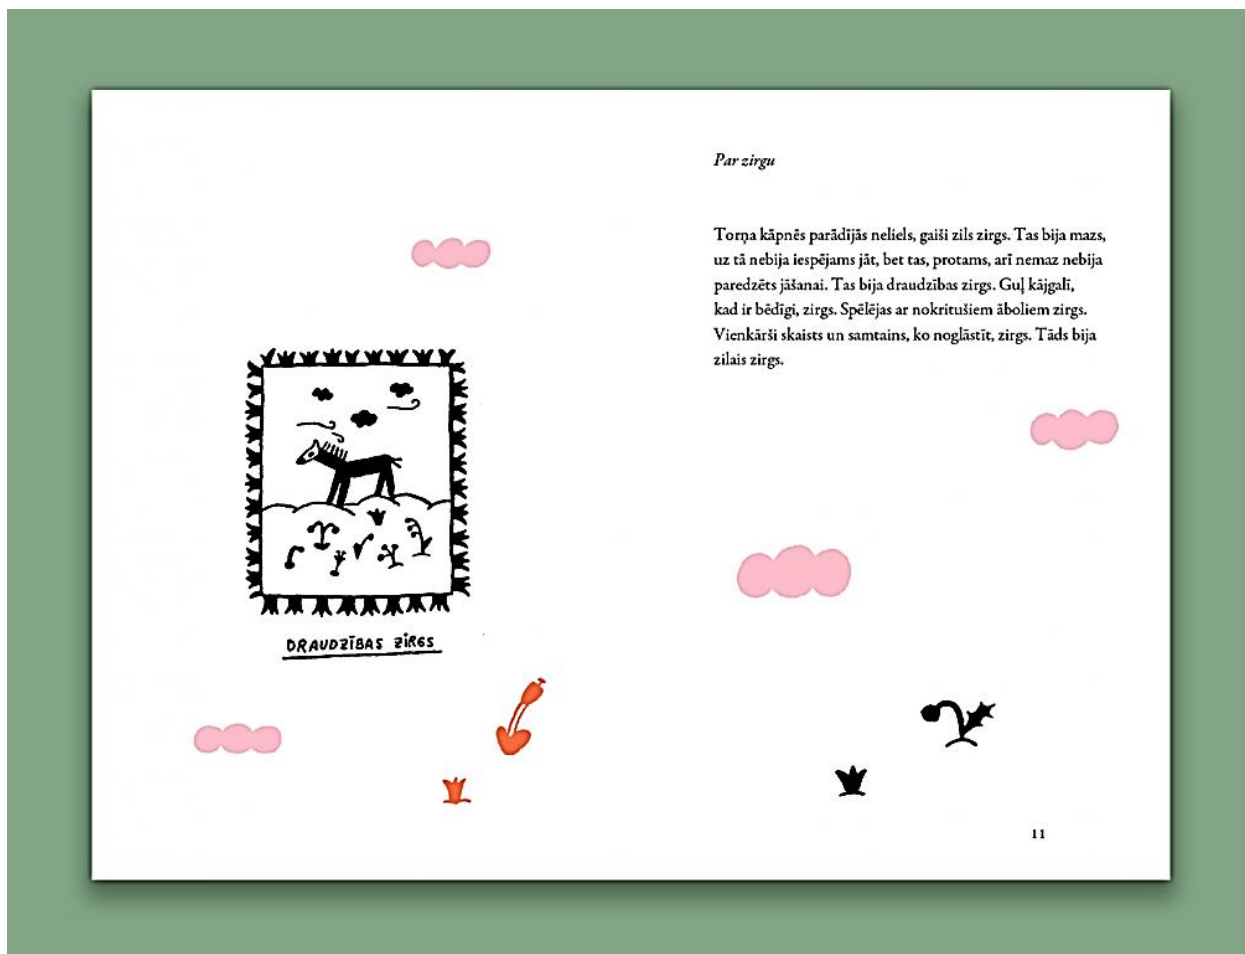 Par zirgu
Torņa kāpnēs parādījās neliels, gaiši zils zirgs. Tas bija mazs,
uz tā nebija iespējams jāt, bet tas, protams, arī nemaz nebija
paredzēts jāšanai. Tas bija draudzības zirgs. Guļ kājgalī,
kad ir bēdīgi, zirgs. Spēlējas ar nokritušiem āboliem zirgs.
Vienkārši skaists un samtains, ko noglāstīt, zirgs. Tāds bija
zilais zirgs.
DRAUDZĪBAS ZIRGS
11